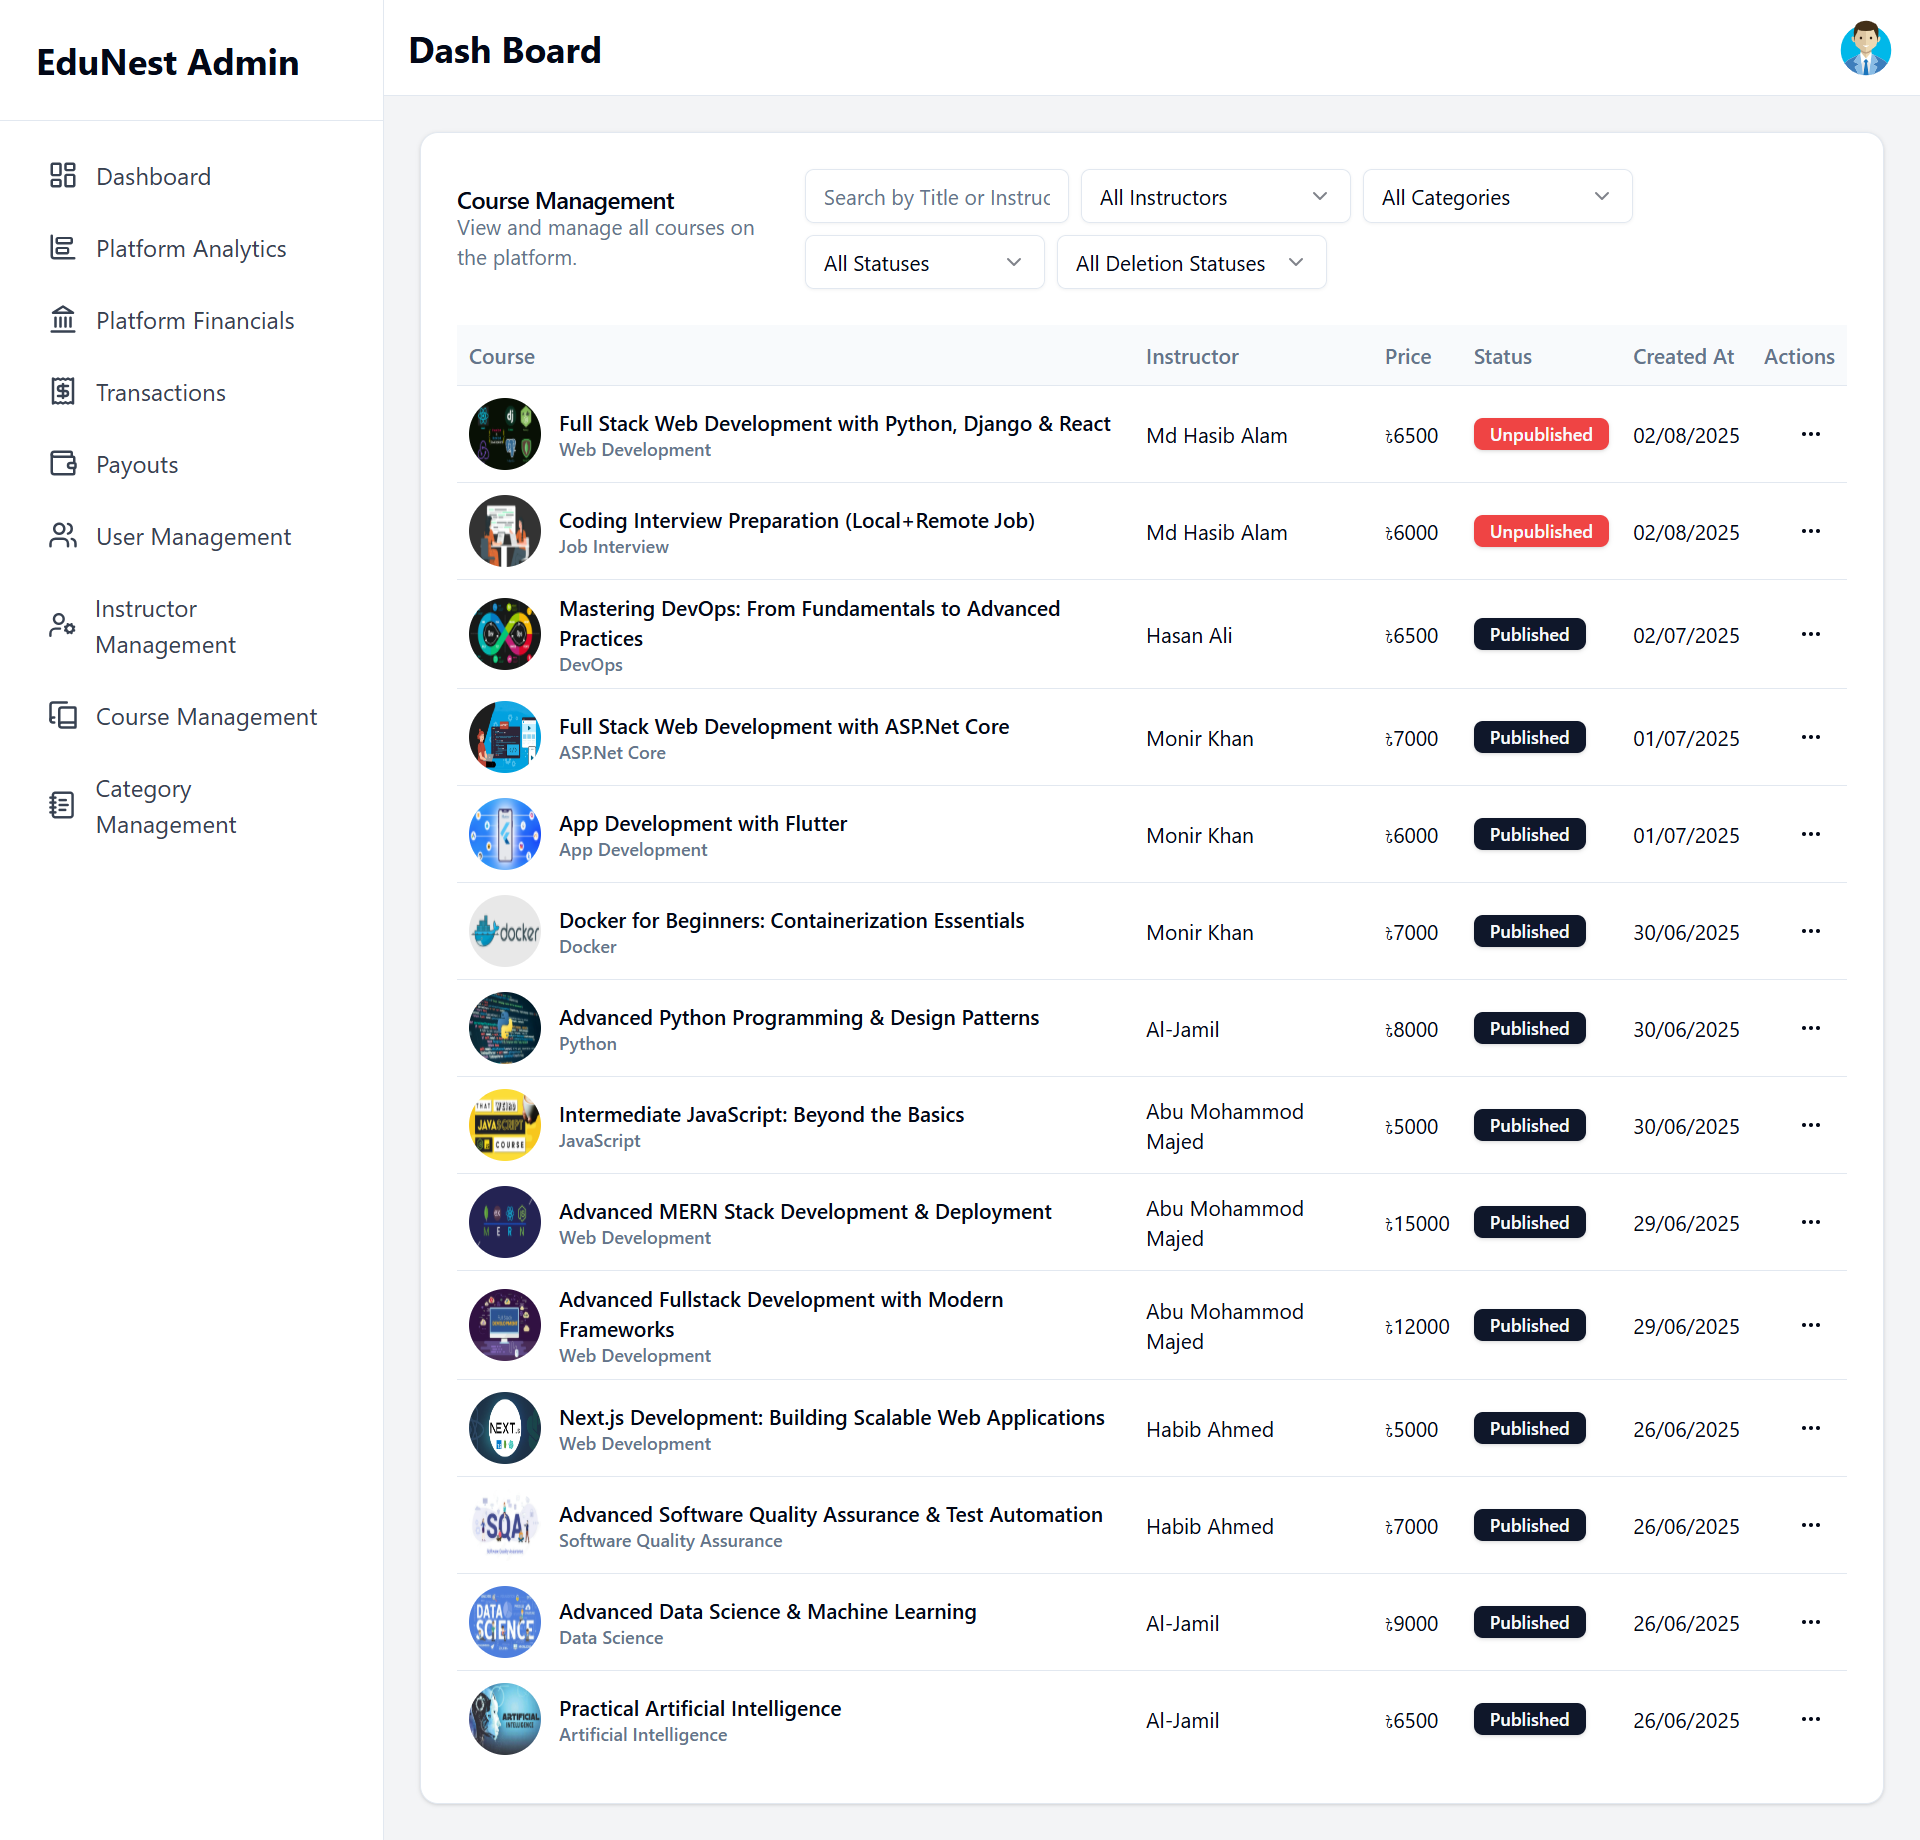 EduNest Admin
Dash Board
Dashboard
Platform Analytics
Platform Financials
Transactions
Payouts
User Management
Instructor
Management
Course Management
Category
Management
Course Management
View and manage all courses on
the platform.
Search by Title or Instruc
All Instructors
All Categories
All Statuses
All Deletion Statuses
Course Instructor Price Status Created At Actions
Full Stack Web Development with Python, Django & React
Web Development
Md Hasib Alam ৳6500 Unpublished 02/08/2025
Coding Interview Preparation (Local+Remote Job)
Job Interview
Md Hasib Alam ৳6000 Unpublished 02/08/2025
Mastering DevOps: From Fundamentals to Advanced
Practices
DevOps
Hasan Ali ৳6500 Published 02/07/2025
Full Stack Web Development with ASP.Net Core
ASP.Net Core
Monir Khan ৳7000 Published 01/07/2025
App Development with Flutter
App Development
Monir Khan ৳6000 Published 01/07/2025
docker
Docker for Beginners: Containerization Essentials
Docker
Monir Khan ৳7000 Published 30/06/2025
Advanced Python Programming & Design Patterns
Python
Al-Jamil ৳8000 Published 30/06/2025
JAVASCRIPT
COURSE
Intermediate JavaScript: Beyond the Basics
JavaScript
Abu Mohammod
Majed
৳5000 Published 30/06/2025
MERN
Advanced MERN Stack Development & Deployment
Web Development
Abu Mohammod
Majed
৳15000 Published 29/06/2025
Advanced Fullstack Development with Modern
Frameworks
Web Development
Abu Mohammod
Majed
৳12000 Published 29/06/2025
NEXT.js
Next.js Development: Building Scalable Web Applications
Web Development
Habib Ahmed ৳5000 Published 26/06/2025
SQA
Advanced Software Quality Assurance & Test Automation
Software Quality Assurance
Habib Ahmed ৳7000 Published 26/06/2025
DATA
SCIENCE
Advanced Data Science & Machine Learning
Data Science
Al-Jamil ৳9000 Published 26/06/2025
ARTIFICIAL
INTELLIGENCE
Practical Artificial Intelligence
Artificial Intelligence
Al-Jamil ৳6500 Published 26/06/2025